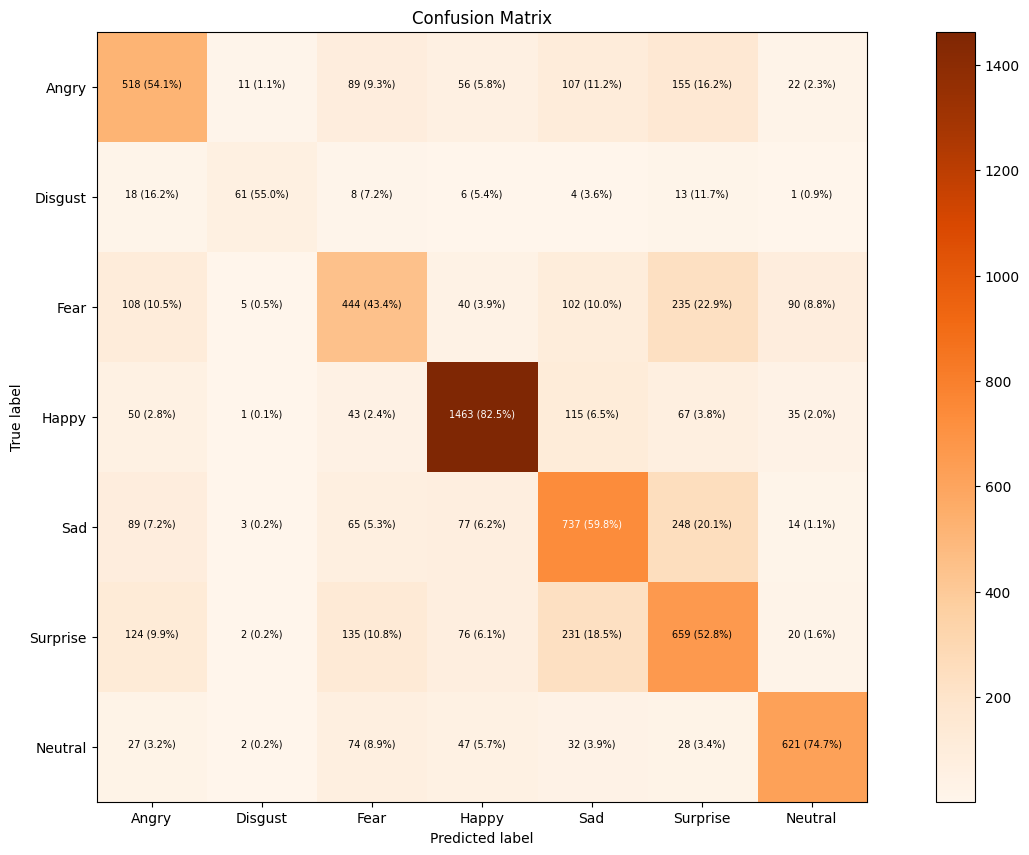 Confusion Matrix
Angry 518 (54.1%) 11 (1.1%) 89 (9.3%) 56 (5.8%) 107 (11.2%) 155 (16.2%) 22 (2.3%)
Disgust 18 (16.2%) 61 (55.0%) 8 (7.2%) 6 (5.4%) 4 (3.6%) 13 (11.7%) 1 (0.9%)
Fear 108 (10.5%) 5 (0.5%) 444 (43.4%) 40 (3.9%) 102 (10.0%) 235 (22.9%) 90 (8.8%)
Happy 50 (2.8%) 1 (0.1%) 43 (2.4%) 1463 (82.5%) 115 (6.5%) 67 (3.8%) 35 (2.0%)
Sad 89 (7.2%) 3 (0.2%) 65 (5.3%) 77 (6.2%) 737 (59.8%) 248 (20.1%) 14 (1.1%)
Surprise 124 (9.9%) 2 (0.2%) 135 (10.8%) 76 (6.1%) 231 (18.5%) 659 (52.8%) 20 (1.6%)
Neutral 27 (3.2%) 2 (0.2%) 74 (8.9%) 47 (5.7%) 32 (3.9%) 28 (3.4%) 621 (74.7%)
Angry Disgust Fear Happy Sad Surprise Neutral
Predicted label
True label
1400
1200
1000
800
600
400
200